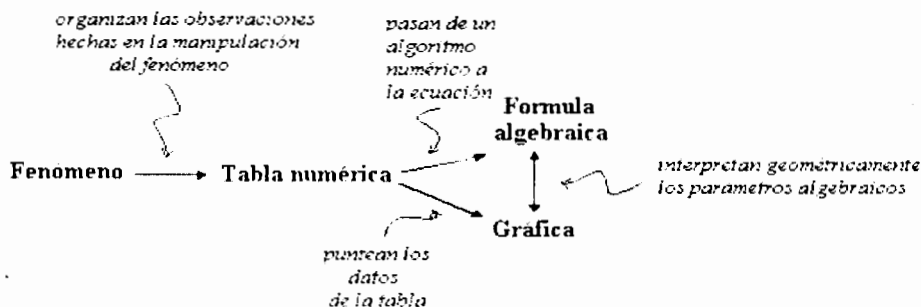 organizan las observaciones
hechas en la manipulación
del fenómeno
pasan de un
algoritmo
numérico a
la ecuación
Formula
algebraica
Fenómeno
Tabla numérica
interpretan geométricamente
los parámetros algebraicos
Gráfica
puntean los
datos
de la tabla